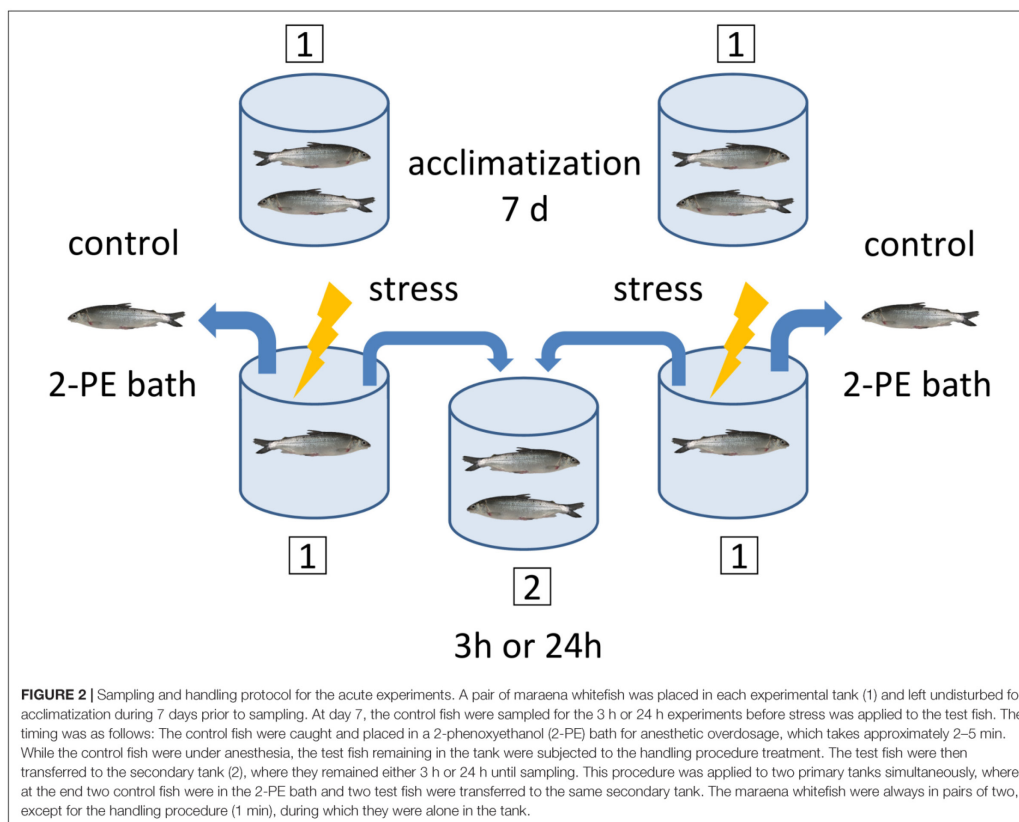 1
1
acclimatization
7 d
control
stress
stress
control
2-PE bath
2-PE bath
1
1
2
3h or 24h
FIGURE 2 | Sampling and handling protocol for the acute experiments. A pair of maraena whitefish was placed in each experimental tank (1) and left undisturbed fo
acclimatization during 7 days prior to sampling. At day 7, the control fish were sampled for the 3 h or 24 h experiments before stress was applied to the test fish. The
timing was as follows: The control fish were caught and placed in a 2-phenoxyethanol (2-PE) bath for anesthetic overdosage, which takes approximately 2–5 min.
While the control fish were under anesthesia, the test fish remaining in the tank were subjected to the handling procedure treatment. The test fish were then
transferred to the secondary tank (2), where they remained either 3 h or 24 h until sampling. This procedure was applied to two primary tanks simultaneously, where
at the end two control fish were in the 2-PE bath and two test fish were transferred to the same secondary tank. The maraena whitefish were always in pairs of two,
except for the handling procedure (1 min), during which they were alone in the tank.